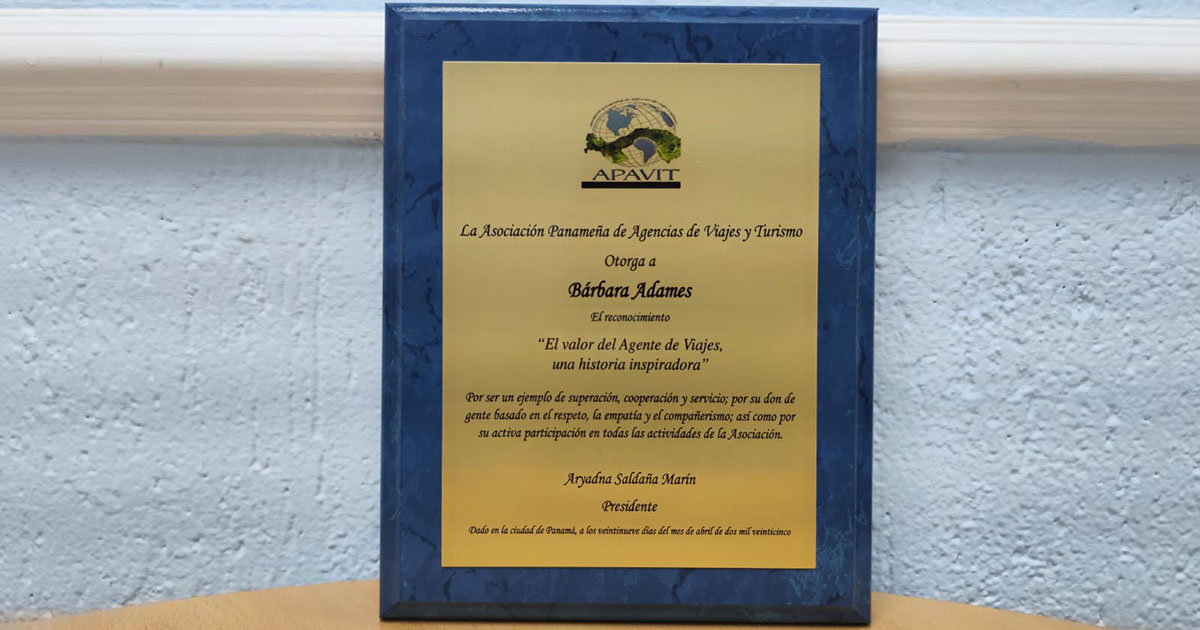 APAVIT
La Asociación Panameña de Agencias de Viajes y Turismo
Otorga a
Bárbara Adames
El reconocimiento
“El valor del Agente de Viajes,
una historia inspiradora”
Por ser un ejemplo de superación, cooperación y servicio; por su don de
gente basado en el respeto, la empatía y el compañerismo; así como por
su activa participación en todas las actividades de la Asociación.
Aryadna Saldaña Marín
Presidente
Dado en la ciudad de Panamá, a los veintinueve días del mes de abril de dos mil veinticinco